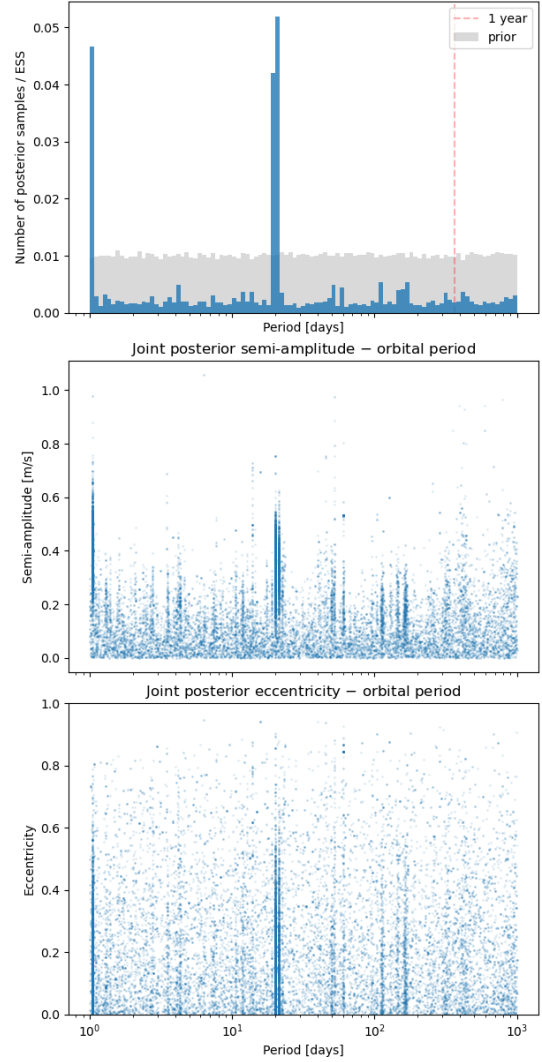 0.05
0.04
0.03
0.02
0.01
0.00
Number of posterior samples / ESS
1 year
prior
Period [days]
Joint posterior semi-amplitude − orbital period
1.0
0.8
0.6
0.4
0.2
0.0
Semi-amplitude [m/s]
Joint posterior eccentricity − orbital period
1.0
0.8
0.6
0.4
0.2
0.0
Eccentricity
10⁰ 10¹ 10² 10³
Period [days]